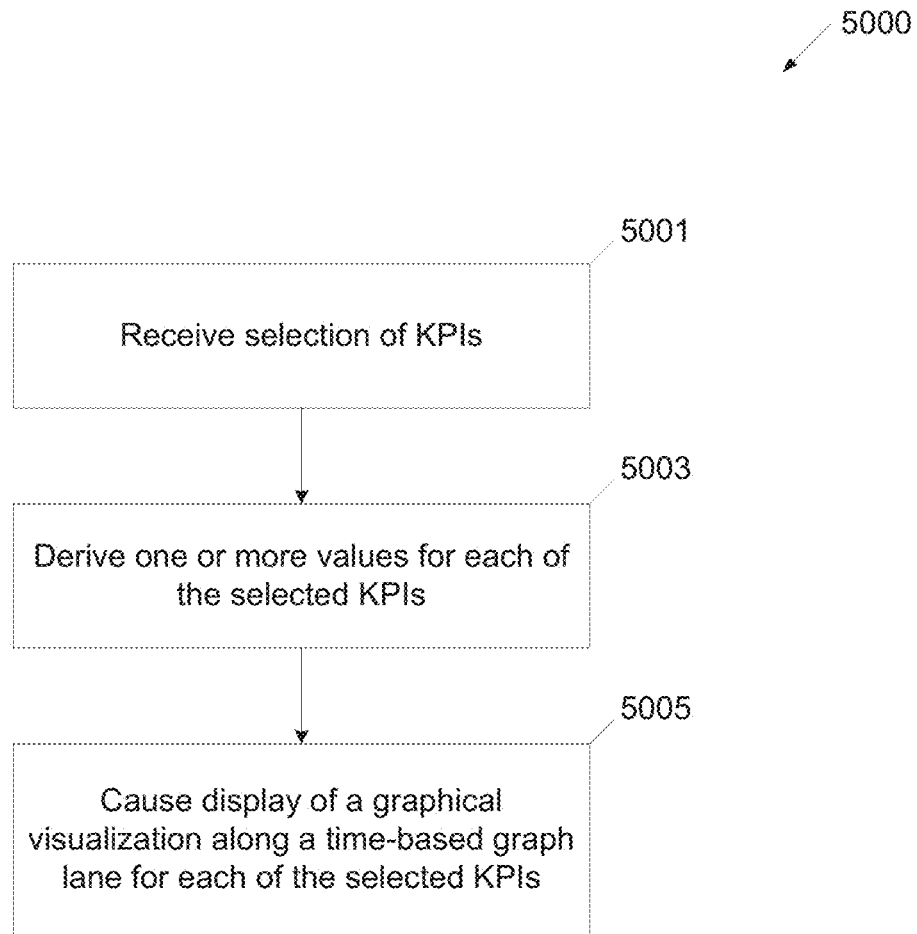 5000
5001
Receive selection of KPIs
5003
Derive one or more values for each of
the selected KPIs
5005
Cause display of a graphical
visualization along a time-based graph
lane for each of the selected KPIs